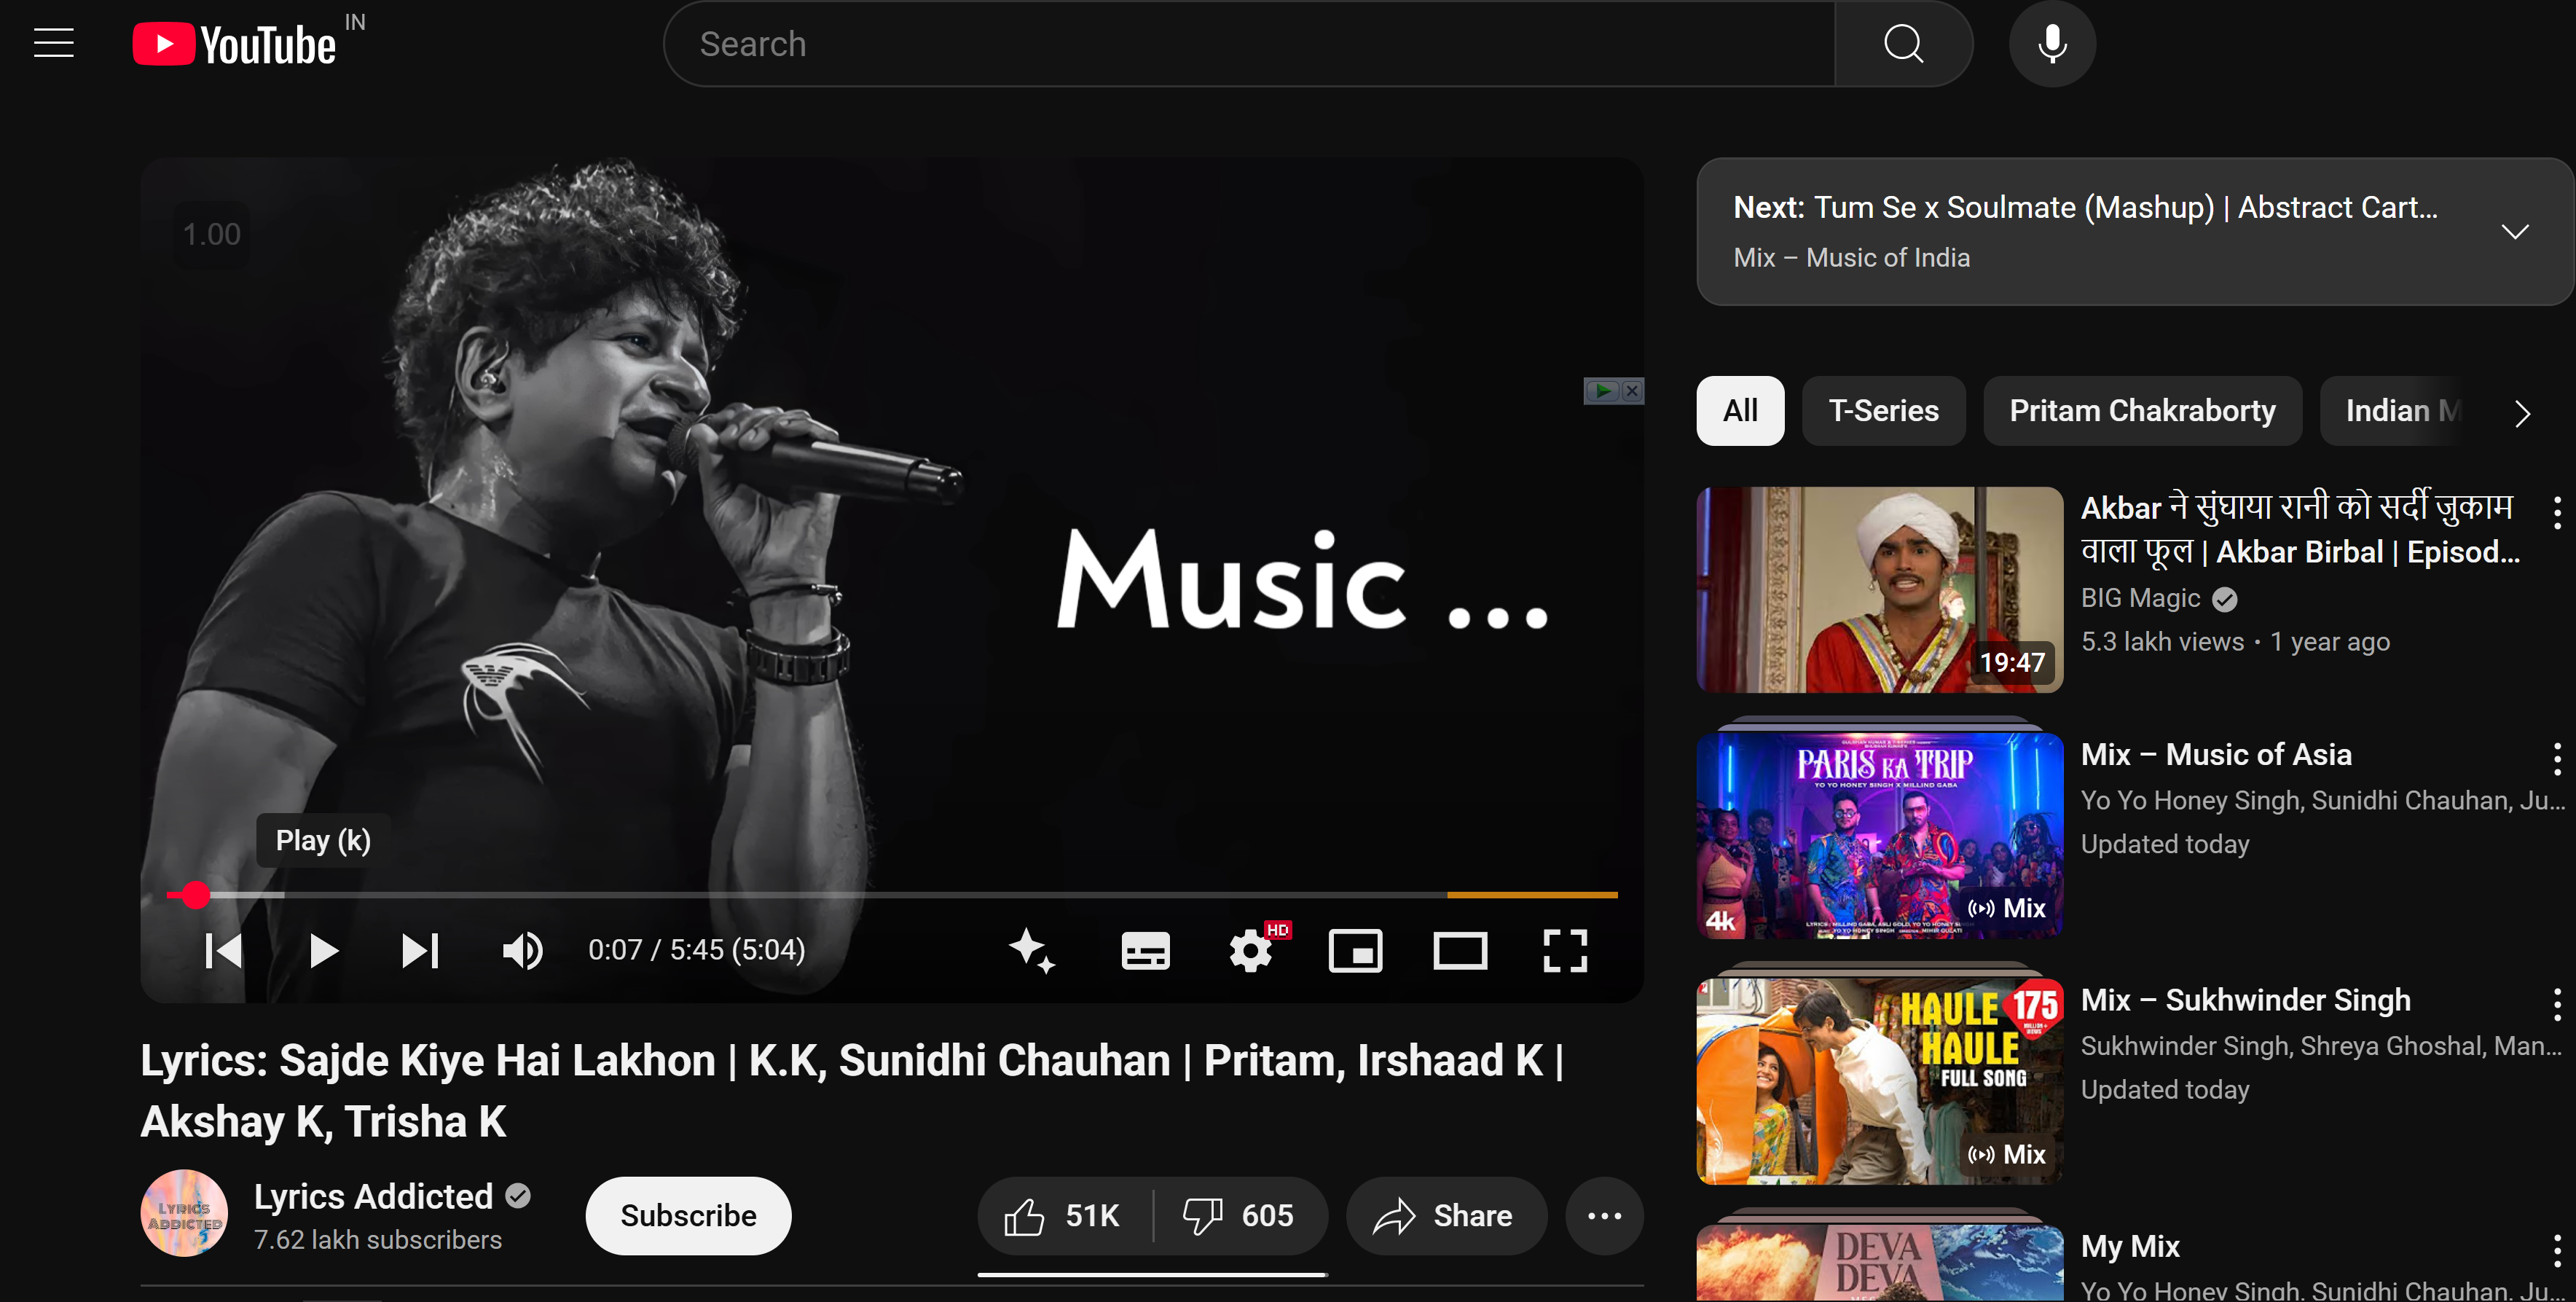 YouTube IN
Search
1.00
Music ...
Play (k)
0:07 / 5:45 (5:04)
HD
Lyrics: Sajde Kiye Hai Lakhon | K.K, Sunidhi Chauhan | Pritam, Irshaad K |
Akshay K, Trisha K
LYRICS
ADDICTED
Lyrics Addicted
7.62 lakh subscribers
Subscribe
51K
605
Share
Next: Tum Se x Soulmate (Mashup) | Abstract Cart...
Mix – Music of India
All
T-Series
Pritam Chakraborty
Indian M
19:47
Akbar ने सुंघाया रानी को सर्दी ज़ुकाम
वाला फूल | Akbar Birbal | Episod...
BIG Magic
5.3 lakh views • 1 year ago
PARIS KA TRIP
YO YO HONEY SINGH X MILLIND GABA
4k
Mix
Mix – Music of Asia
Yo Yo Honey Singh, Sunidhi Chauhan, Ju...
Updated today
HAULE
HAULE
FULL SONG
175
Mix
Mix – Sukhwinder Singh
Sukhwinder Singh, Shreya Ghoshal, Man...
Updated today
DEVA
DEVA
My Mix
Yo Yo Honey Singh, Sunidhi Chauhan, Ju...